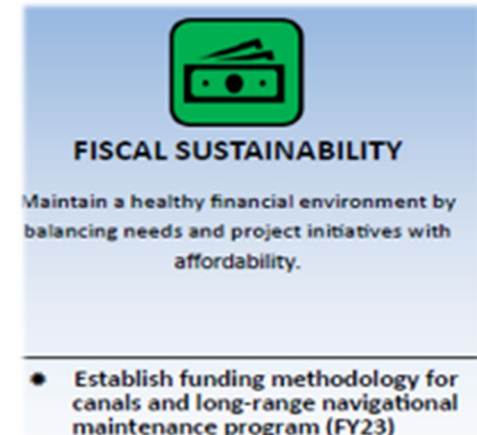 FISCAL SUSTAINABILITY
Maintain a healthy financial environment by
balancing needs and project initiatives with
affordability.
Establish funding methodology for
canals and long-range navigational
maintenance program (FY23)